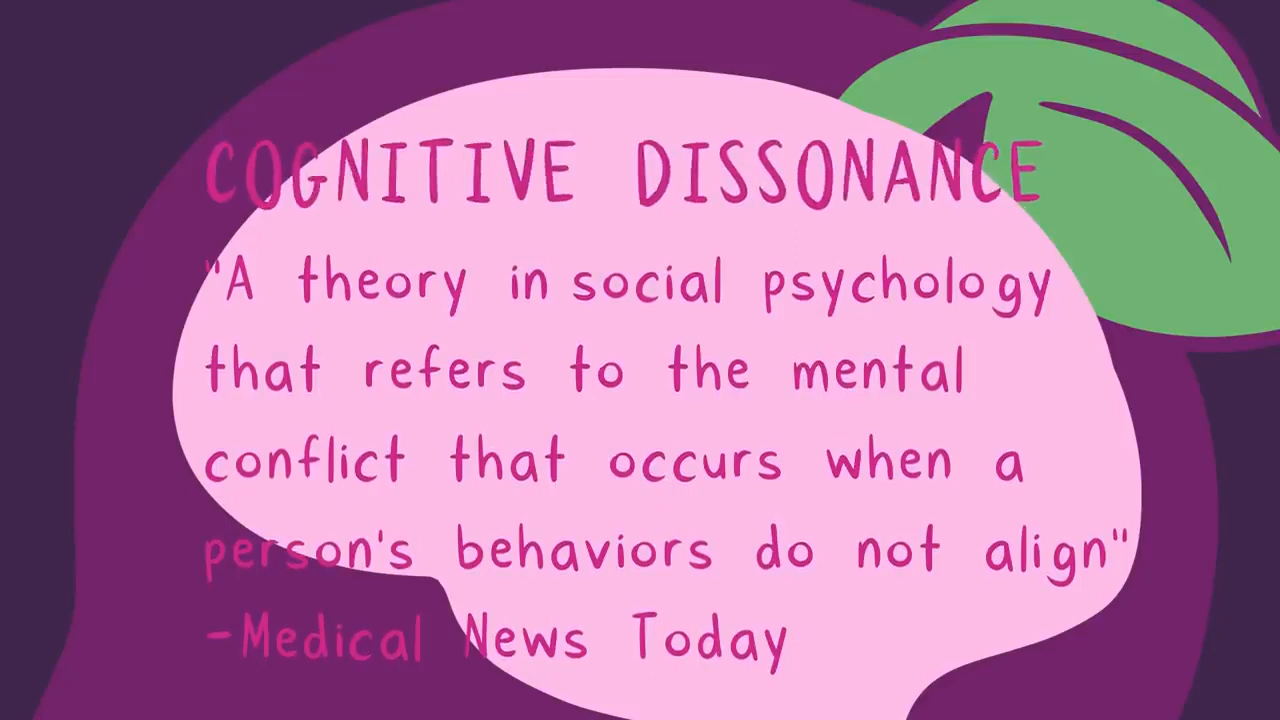 COGNITIVE DISSONANCE
"A theory in social psychology
that refers to the mental
conflict that occurs when a
person's behaviors do not align"
-Medical News Today